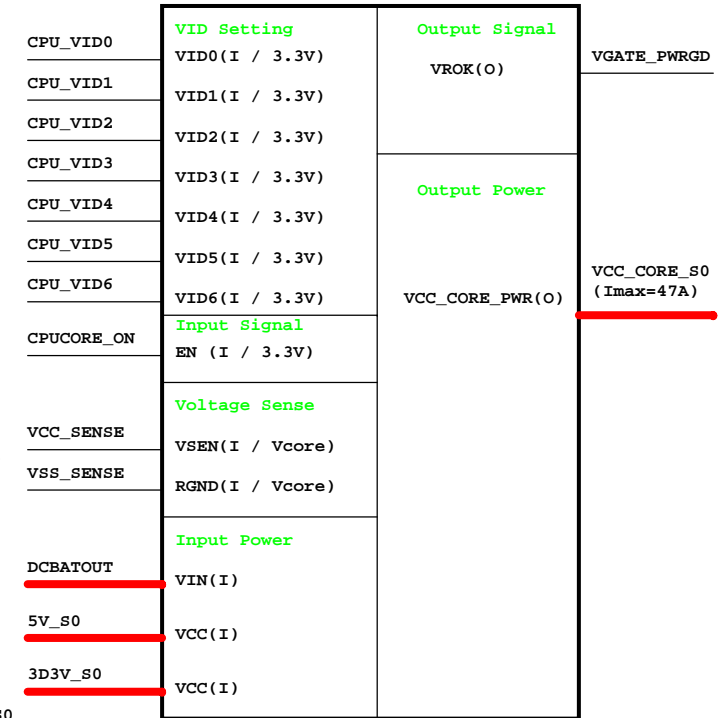 CPU_VID0
CPU_VID1
CPU_VID2
CPU_VID3
CPU_VID4
CPU_VID5
CPU_VID6
CPUCORE_ON
VCC_SENSE
VSS_SENSE
DCBATOUT
5V_S0
3D3V_S0
VID Setting
VID0(I / 3.3V)
VID1(I / 3.3V)
VID2(I / 3.3V)
VID3(I / 3.3V)
VID4(I / 3.3V)
VID5(I / 3.3V)
VID6(I / 3.3V)
Input Signal
EN (I / 3.3V)
Voltage Sense
VSEN(I / Vcore)
RGND(I / Vcore)
Input Power
VIN(I)
VCC(I)
VCC(I)
Output Signal
VROK(O)
Output Power
VCC_CORE_PWR(O)
VGATE_PWRGD
VCC_CORE_S0
(Imax=47A)